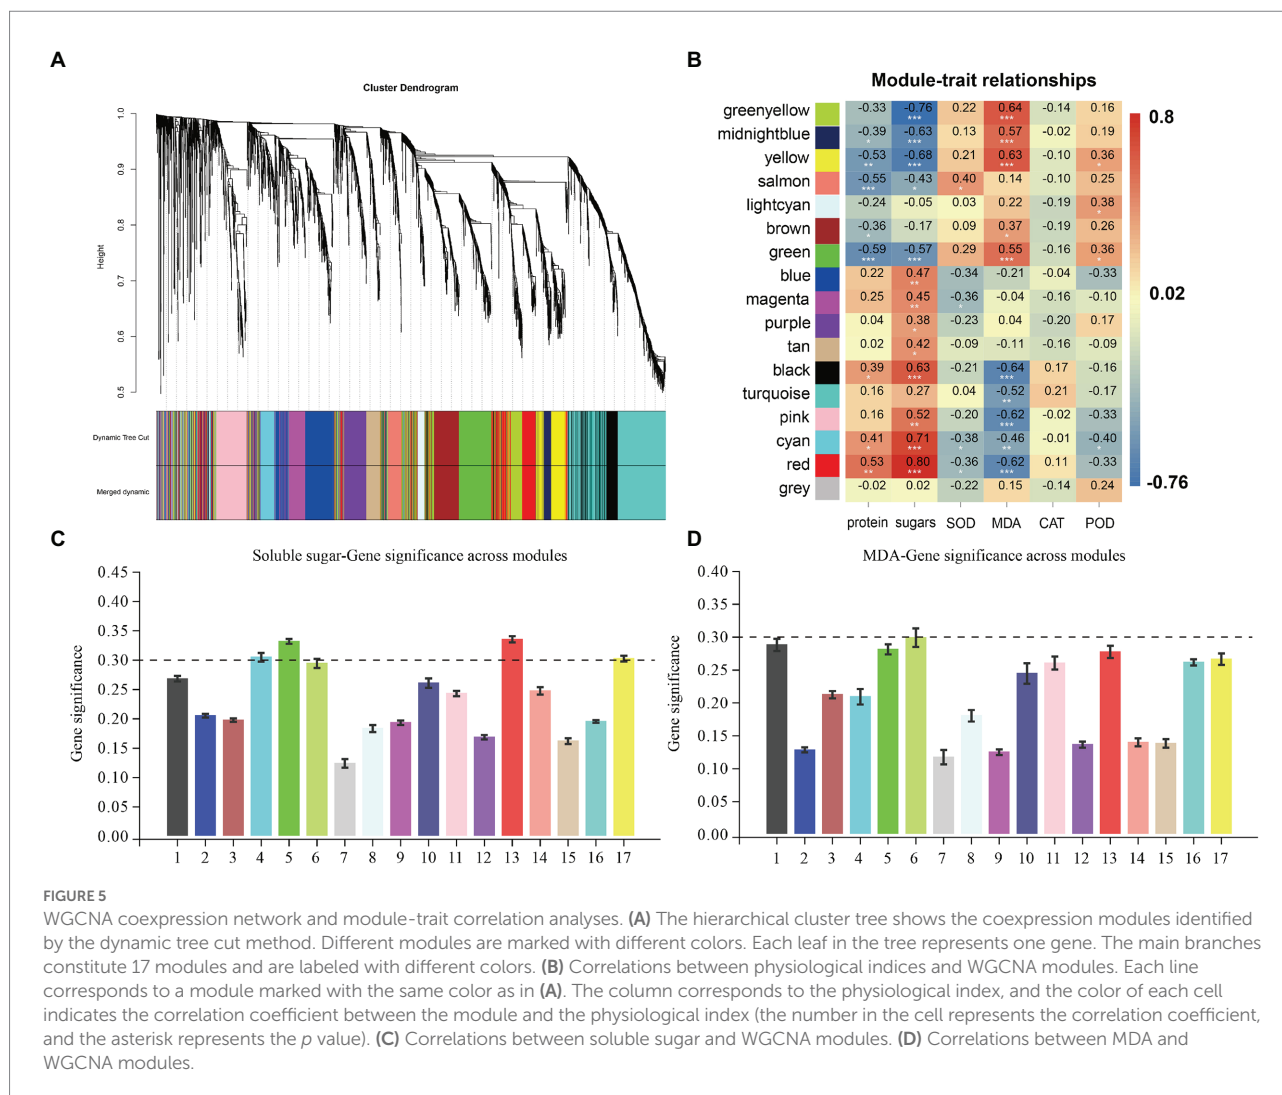 A
Cluster Dendrogram
Height
1.0
0.9
0.8
0.7
0.6
0.5
Dynamic Tree Cut
Merged dynamic
B
Module-trait relationships
greenyellow -0.33 -0.76 0.22 0.64 -0.14 0.16
*** ***
midnightblue -0.39 -0.63 0.13 0.57 -0.02 0.19
* *** ***
yellow -0.53 -0.68 0.21 0.63 -0.10 0.36
** *** *** *
salmon -0.55 -0.43 0.40 0.14 -0.10 0.25
*** * *
lightcyan -0.24 -0.05 0.03 0.22 -0.19 0.38
*
brown -0.36 -0.17 0.09 0.37 -0.19 0.26
* *
green -0.59 -0.57 0.29 0.55 -0.16 0.36
*** *** *** *
blue 0.22 0.47 -0.34 -0.21 -0.04 -0.33
**
magenta 0.25 0.45 -0.36 -0.04 -0.16 -0.10
** *
purple 0.04 0.38 -0.23 0.04 -0.20 0.17
*
tan 0.02 0.42 -0.09 -0.11 -0.16 -0.09
*
black 0.39 0.63 -0.21 -0.64 0.17 -0.16
* *** ***
turquoise 0.16 0.27 0.04 -0.52 0.21 -0.17
**
pink 0.16 0.52 -0.20 -0.62 -0.02 -0.33
** ***
cyan 0.41 0.71 -0.38 -0.46 -0.01 -0.40
* *** * ** *
red 0.53 0.80 -0.36 -0.62 0.11 -0.33
** *** * ***
grey -0.02 0.02 -0.22 0.15 -0.14 0.24
protein sugars SOD MDA CAT POD
0.8
0.02
-0.76
C
Soluble sugar-Gene significance across modules
Gene significance
0.45
0.40
0.35
0.30
0.25
0.20
0.15
0.10
0.05
0.00
1 2 3 4 5 6 7 8 9 10 11 12 13 14 15 16 17
D
MDA-Gene significance across modules
Gene significance
0.40
0.35
0.30
0.25
0.20
0.15
0.10
0.05
0.00
1 2 3 4 5 6 7 8 9 10 11 12 13 14 15 16 17
FIGURE 5
WGCNA coexpression network and module-trait correlation analyses. (A) The hierarchical cluster tree shows the coexpression modules identified
by the dynamic tree cut method. Different modules are marked with different colors. Each leaf in the tree represents one gene. The main branches
constitute 17 modules and are labeled with different colors. (B) Correlations between physiological indices and WGCNA modules. Each line
corresponds to a module marked with the same color as in (A). The column corresponds to the physiological index, and the color of each cell
indicates the correlation coefficient between the module and the physiological index (the number in the cell represents the correlation coefficient,
and the asterisk represents the p value). (C) Correlations between soluble sugar and WGCNA modules. (D) Correlations between MDA and
WGCNA modules.